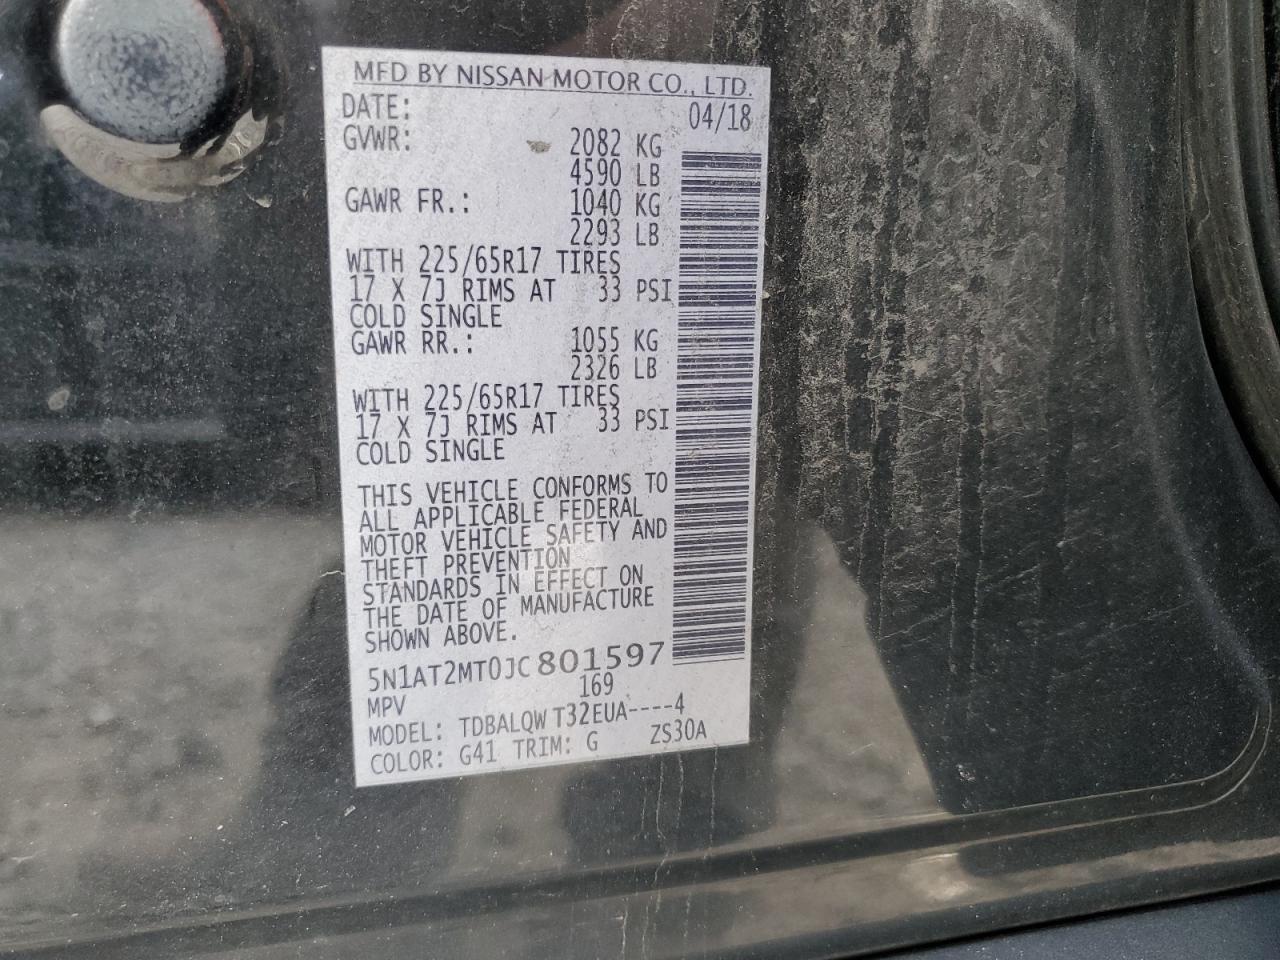 MFD BY NISSAN MOTOR CO., LTD.
DATE: 04/18
GVWR: 2082 KG
4590 LB
GAWR FR.: 1040 KG
2293 LB
WITH 225/65R17 TIRES
17 X 7J RIMS AT 33 PSI
COLD SINGLE
GAWR RR.: 1055 KG
2326 LB
WITH 225/65R17 TIRES
17 X 7J RIMS AT 33 PSI
COLD SINGLE
THIS VEHICLE CONFORMS TO
ALL APPLICABLE FEDERAL
MOTOR VEHICLE SAFETY AND
THEFT PREVENTION
STANDARDS IN EFFECT ON
THE DATE OF MANUFACTURE
SHOWN ABOVE.
5N1AT2MT0JC801597
MPV 169
MODEL: TDBALQW T32EUA----4
COLOR: G41 TRIM: G ZS30A